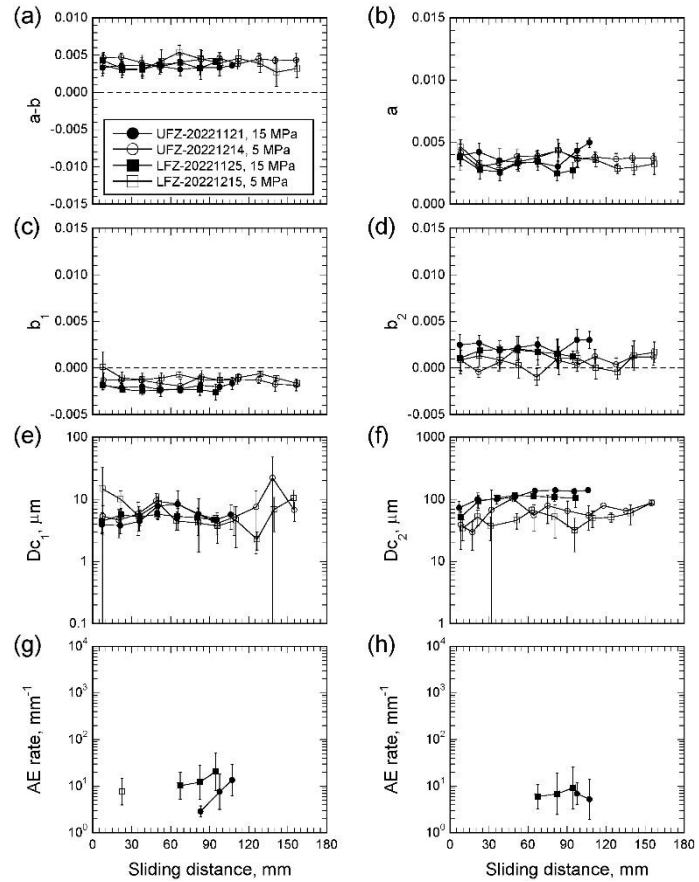 (a)
0.015
0.010
0.005
0.000
-0.005
-0.010
-0.015
a-b
UFZ-20221121, 15 MPa
UFZ-20221214, 5 MPa
LFZ-20221125, 15 MPa
LFZ-20221215, 5 MPa
(b)
0.015
0.010
0.005
0.000
a
(c)
0.015
0.010
0.005
0.000
-0.005
b1
(d)
0.015
0.010
0.005
0.000
-0.005
b2
(e)
100
10
1
0.1
Dc1, μm
(f)
1000
100
10
1
Dc2, μm
(g)
10^4
10^3
10^2
10^1
10^0
AE rate, mm^-1
0 30 60 90 120 150 180
Sliding distance, mm
(h)
10^4
10^3
10^2
10^1
10^0
AE rate, mm^-1
0 30 60 90 120 150 180
Sliding distance, mm